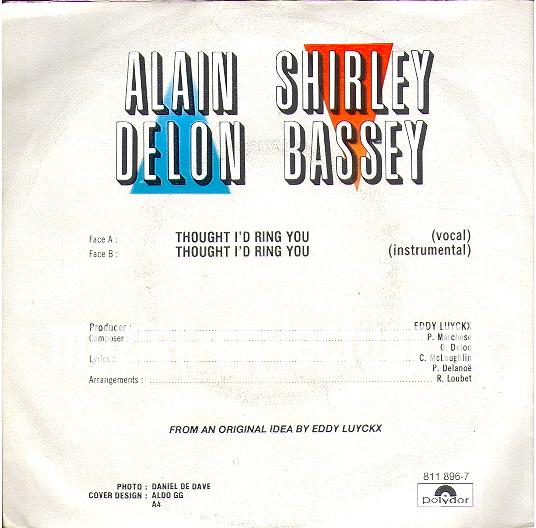 ALAIN SHIRLEY
DELON BASSEY
Face A : THOUGHT I'D RING YOU (vocal)
Face B : THOUGHT I'D RING YOU (instrumental)
Producer : EDDY LUYCKX
Composer : P. Marchese
G. Delon
Lyrics : C. McLoughlin
P. Delanoë
Arrangements : R. Loubet
FROM AN ORIGINAL IDEA BY EDDY LUYCKX
PHOTO : DANIEL DE DAVE
COVER DESIGN : ALDO GG
A4
811 896-7
polydor